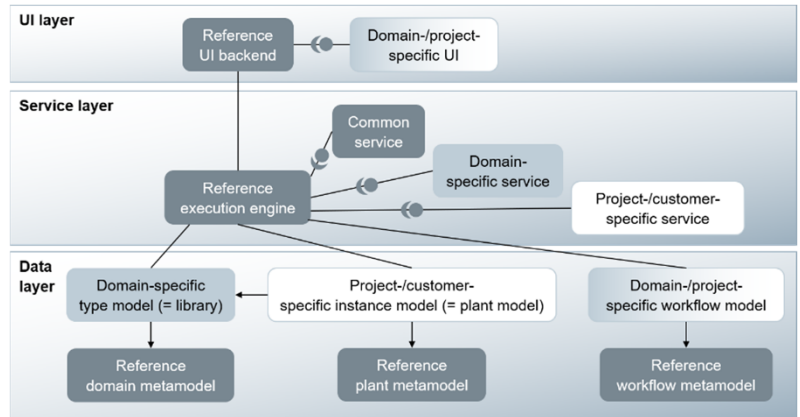 UI layer
Reference
UI backend
Domain-/project-
specific UI
Service layer
Common
service
Domain-
specific service
Reference
execution engine
Project-/customer-
specific service
Data
layer
Domain-specific
type model (= library)
Project-/customer-
specific instance model (= plant model)
Domain-/project-
specific workflow model
Reference
domain metamodel
Reference
plant metamodel
Reference
workflow metamodel